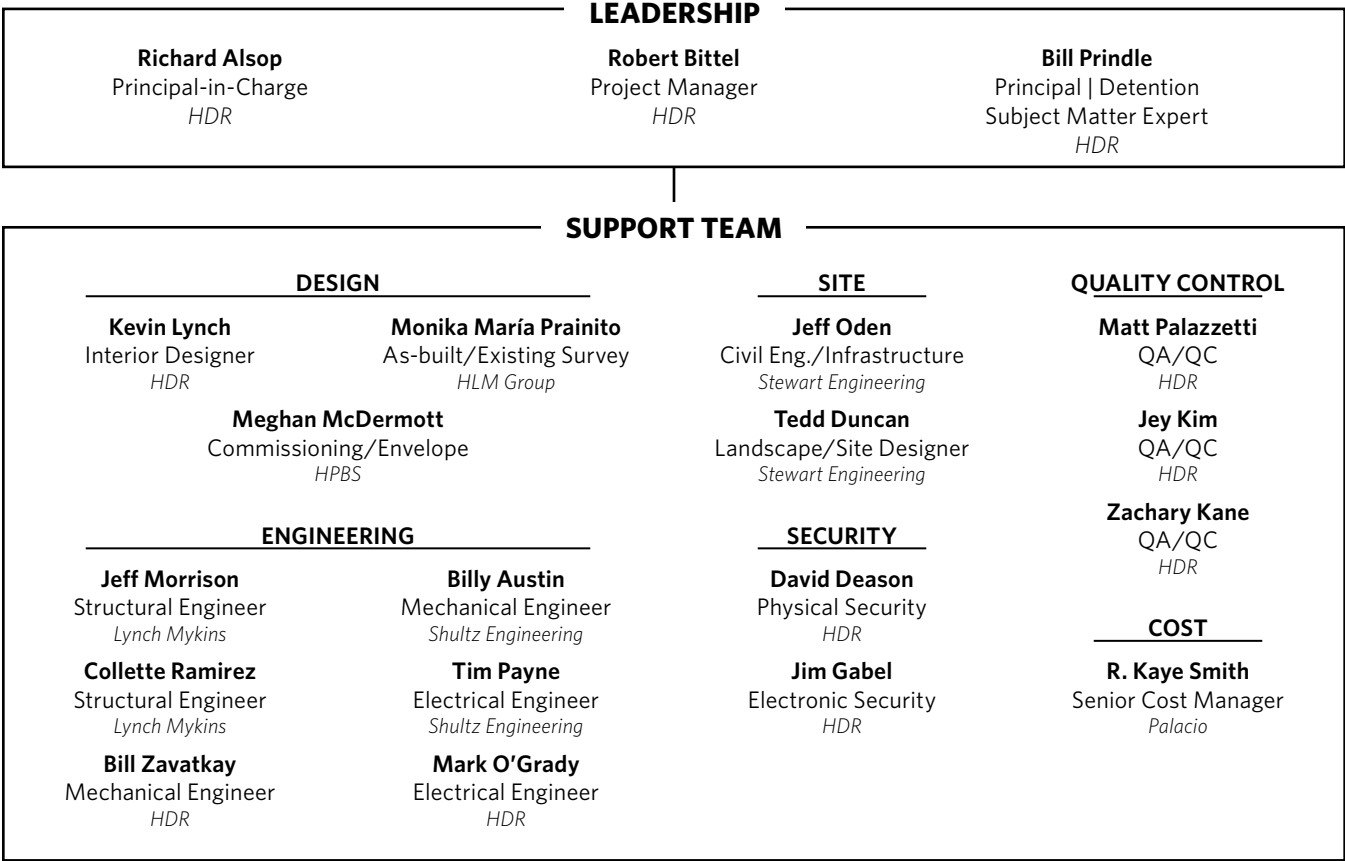 LEADERSHIP
Richard Alsop
Principal-in-Charge
HDR
Robert Bittel
Project Manager
HDR
Bill Prindle
Principal | Detention
Subject Matter Expert
HDR
SUPPORT TEAM
DESIGN
Kevin Lynch
Interior Designer
HDR
Monika María Prainito
As-built/Existing Survey
HLM Group
Meghan McDermott
Commissioning/Envelope
HPBS
ENGINEERING
Jeff Morrison
Structural Engineer
Lynch Mykins
Collette Ramirez
Structural Engineer
Lynch Mykins
Bill Zavatkay
Mechanical Engineer
HDR
Billy Austin
Mechanical Engineer
Shultz Engineering
Tim Payne
Electrical Engineer
Shultz Engineering
Mark O'Grady
Electrical Engineer
HDR
SITE
Jeff Oden
Civil Eng./Infrastructure
Stewart Engineering
Tedd Duncan
Landscape/Site Designer
Stewart Engineering
SECURITY
David Deason
Physical Security
HDR
Jim Gabel
Electronic Security
HDR
QUALITY CONTROL
Matt Palazzetti
QA/QC
HDR
Jey Kim
QA/QC
HDR
Zachary Kane
QA/QC
HDR
COST
R. Kaye Smith
Senior Cost Manager
Palacio